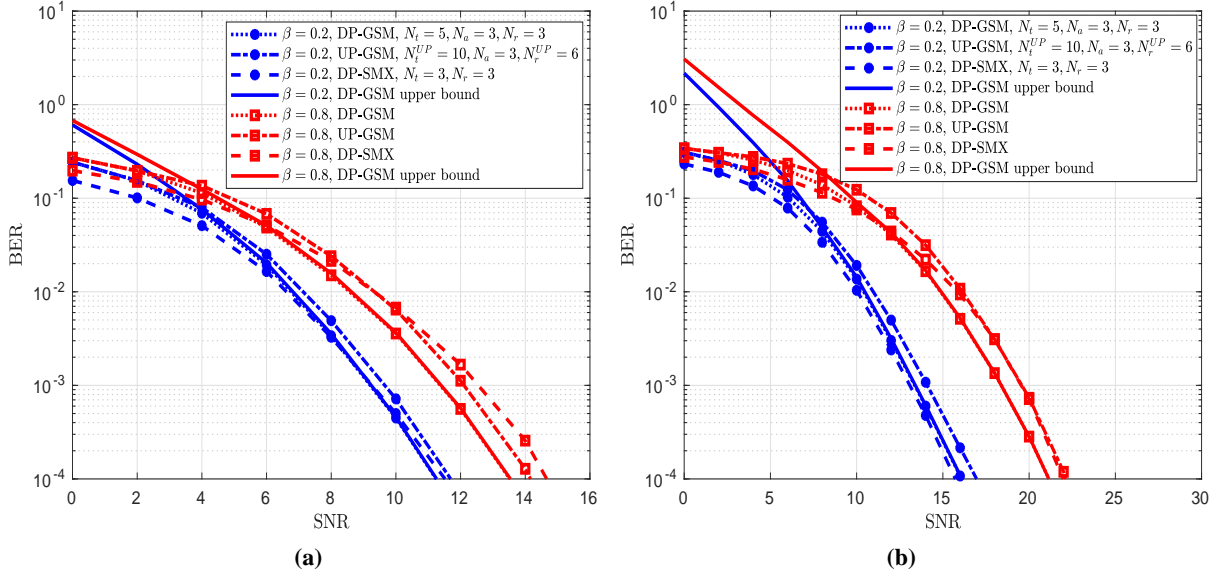 β = 0.2, DP-GSM, N_t = 5, N_a = 3, N_r = 3
β = 0.2, UP-GSM, N_t^{UP} = 10, N_a = 3, N_r^{UP} = 6
β = 0.2, DP-SMX, N_t = 3, N_r = 3
β = 0.2, DP-GSM upper bound
β = 0.8, DP-GSM
β = 0.8, UP-GSM
β = 0.8, DP-SMX
β = 0.8, DP-GSM upper bound
10^2
10^1
10^0
10^{-1}
10^{-2}
10^{-3}
10^{-4}
BER
0 2 4 6 8 10 12 14 16
SNR
(a)
β = 0.2, DP-GSM, N_t = 5, N_a = 3, N_r = 3
β = 0.2, UP-GSM, N_t^{UP} = 10, N_a = 3, N_r^{UP} = 6
β = 0.2, DP-SMX, N_t = 3, N_r = 3
β = 0.2, DP-GSM upper bound
β = 0.8, DP-GSM
β = 0.8, UP-GSM
β = 0.8, DP-SMX
β = 0.8, DP-GSM upper bound
10^2
10^1
10^0
10^{-1}
10^{-2}
10^{-3}
10^{-4}
BER
0 5 10 15 20 25 30
SNR
(b)